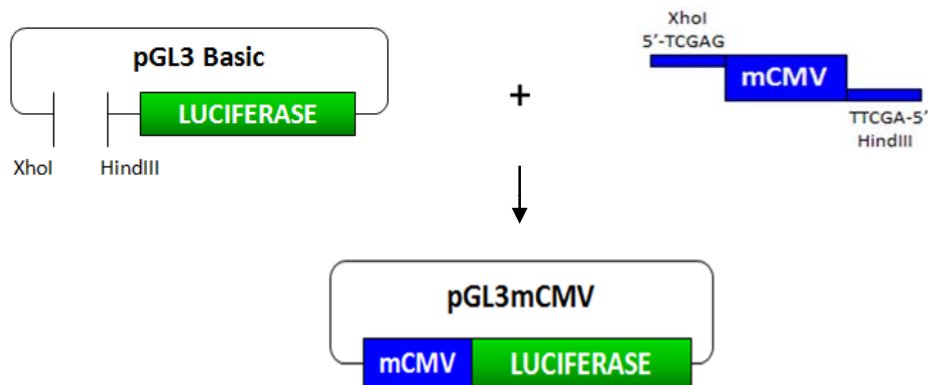 pGL3 Basic
LUCIFERASE
XhoI
HindIII
+
XhoI
5’-TCGAG
mCMV
TTCGA-5’
HindIII
pGL3mCMV
mCMV
LUCIFERASE